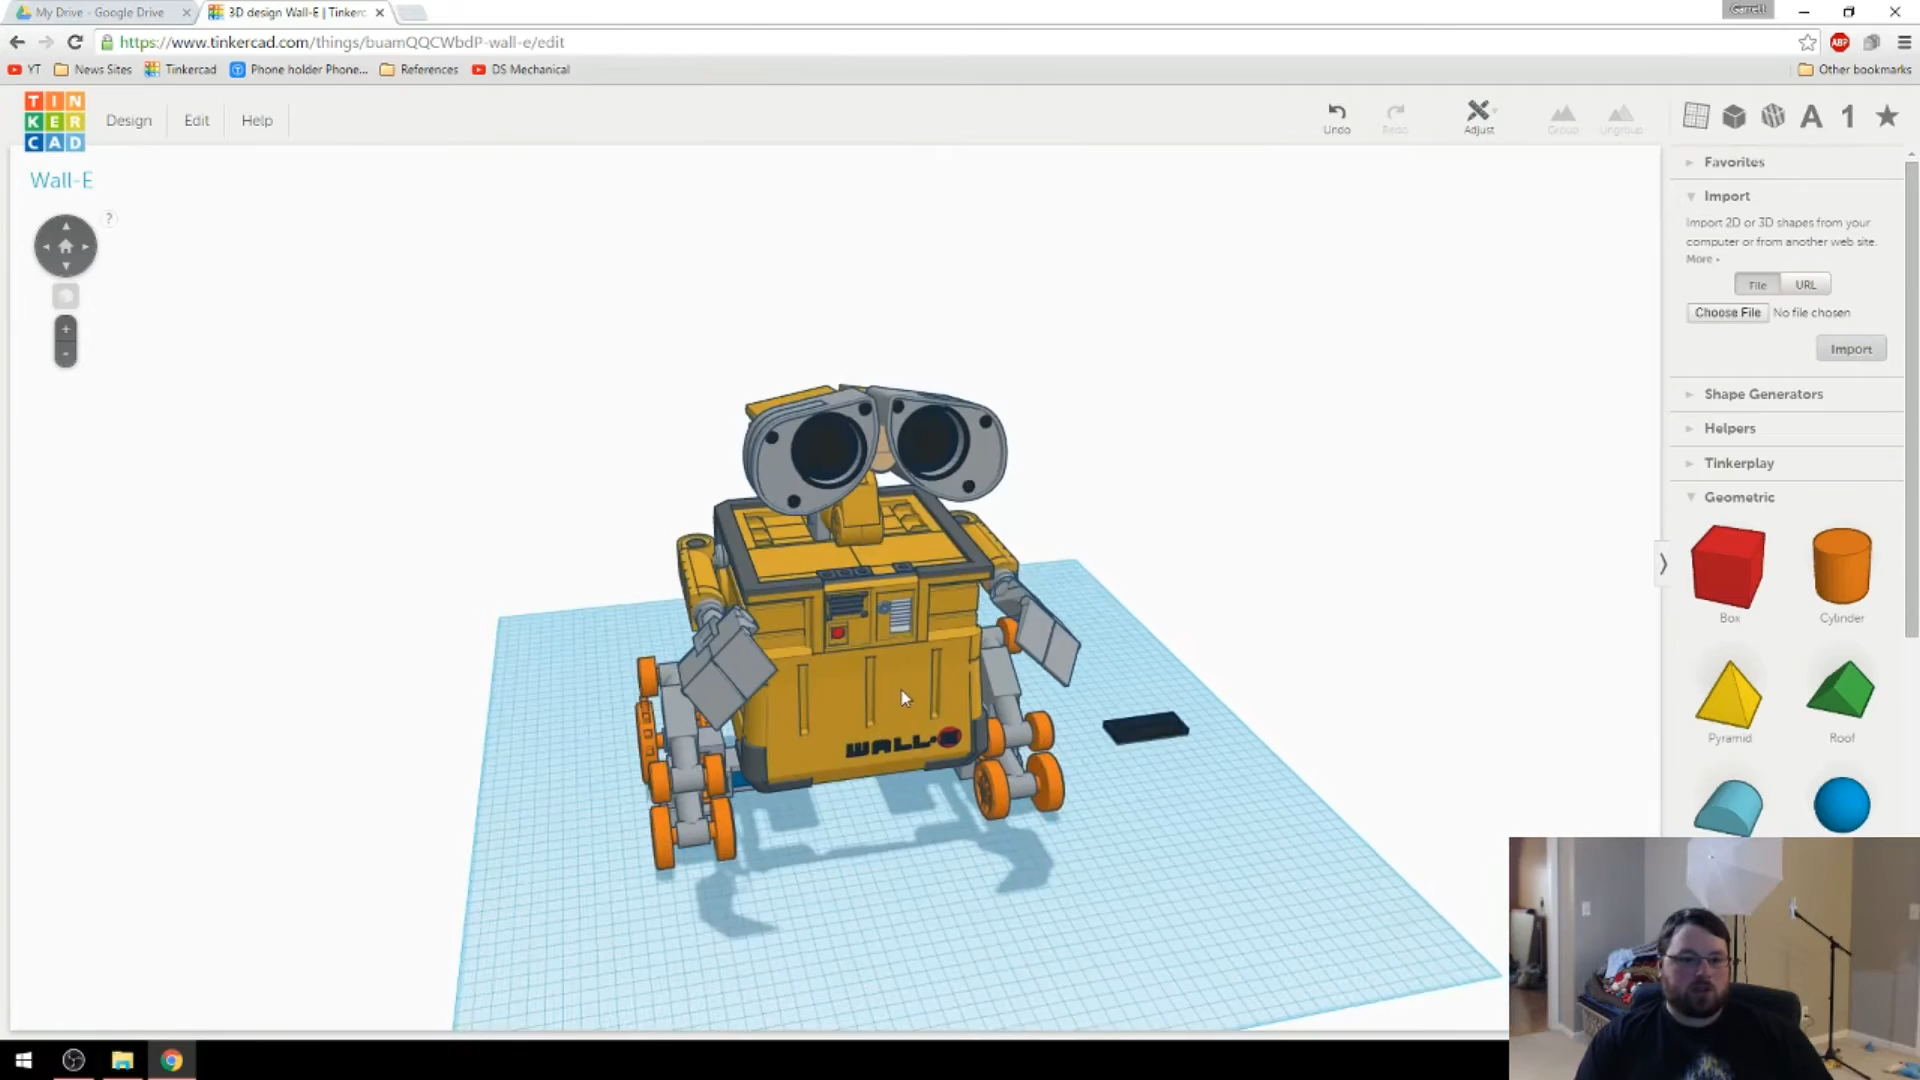 My Drive - Google Drive
3D design Wall-E | Tinkerc
Garrett
https://www.tinkercad.com/things/buamQQCWbdP-wall-e/edit
ABP
YT
News Sites
Tinkercad
Phone holder Phone...
References
DS Mechanical
Other bookmarks
TIN
KER
CAD
Design
Edit
Help
Undo
Redo
Adjust
Group
Ungroup
A
1
Wall-E
?
+
-
Favorites
Import
Import 2D or 3D shapes from your
computer or from another web site.
More
File
URL
Choose File
No file chosen
Import
Shape Generators
Helpers
Tinkerplay
Geometric
Box
Cylinder
Pyramid
Roof
WALL·E